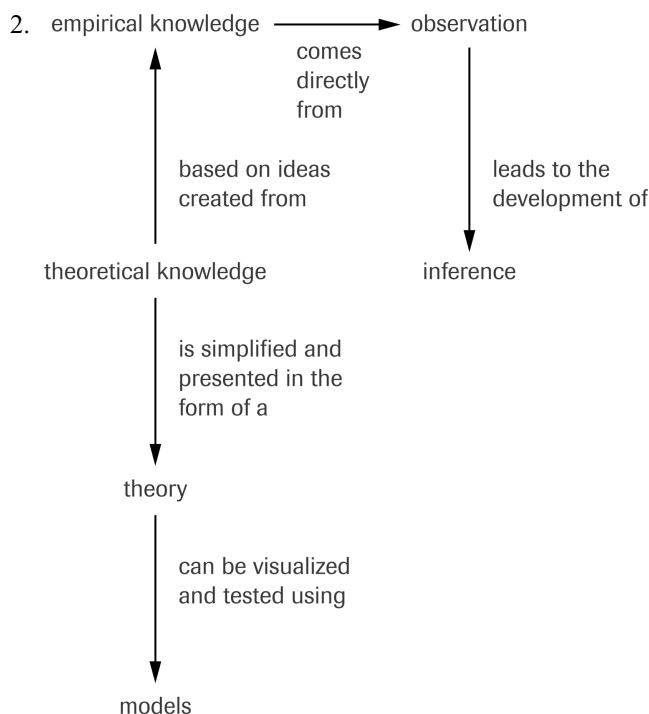 2. empirical knowledge
comes
directly
from
observation
based on ideas
created from
leads to the
development of
theoretical knowledge
inference
is simplified and
presented in the
form of a
theory
can be visualized
and tested using
models